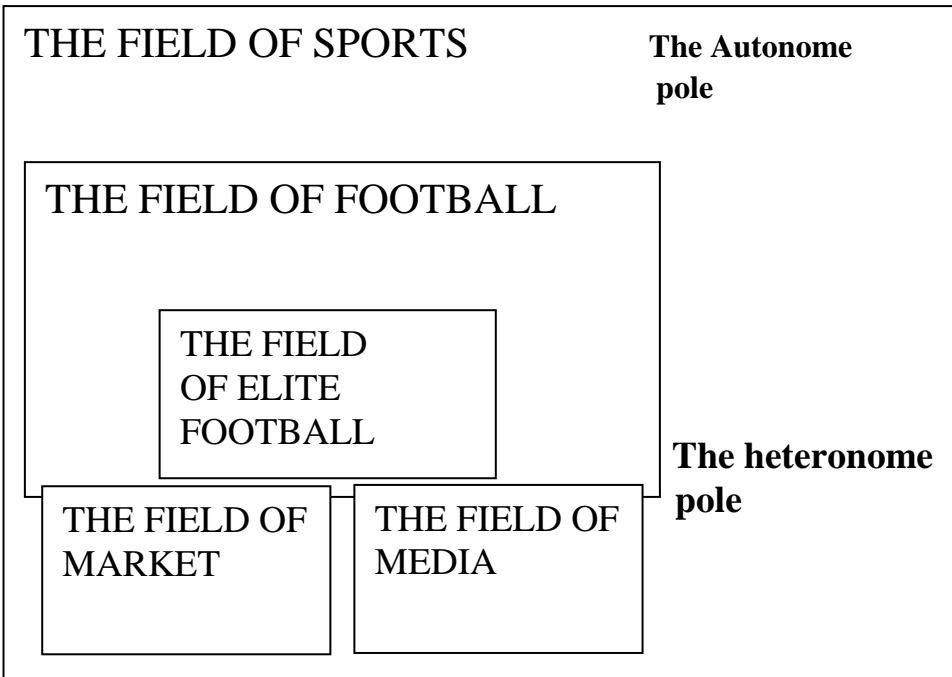 THE FIELD OF SPORTS
The Autonome
pole
THE FIELD OF FOOTBALL
THE FIELD
OF ELITE
FOOTBALL
The heteronome
pole
THE FIELD OF
MARKET
THE FIELD OF
MEDIA